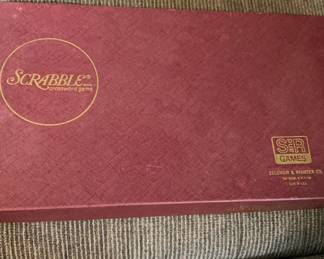 SCRABBLE®
crossword game
S&R
GAMES
SELCHOW & RIGHTER CO.